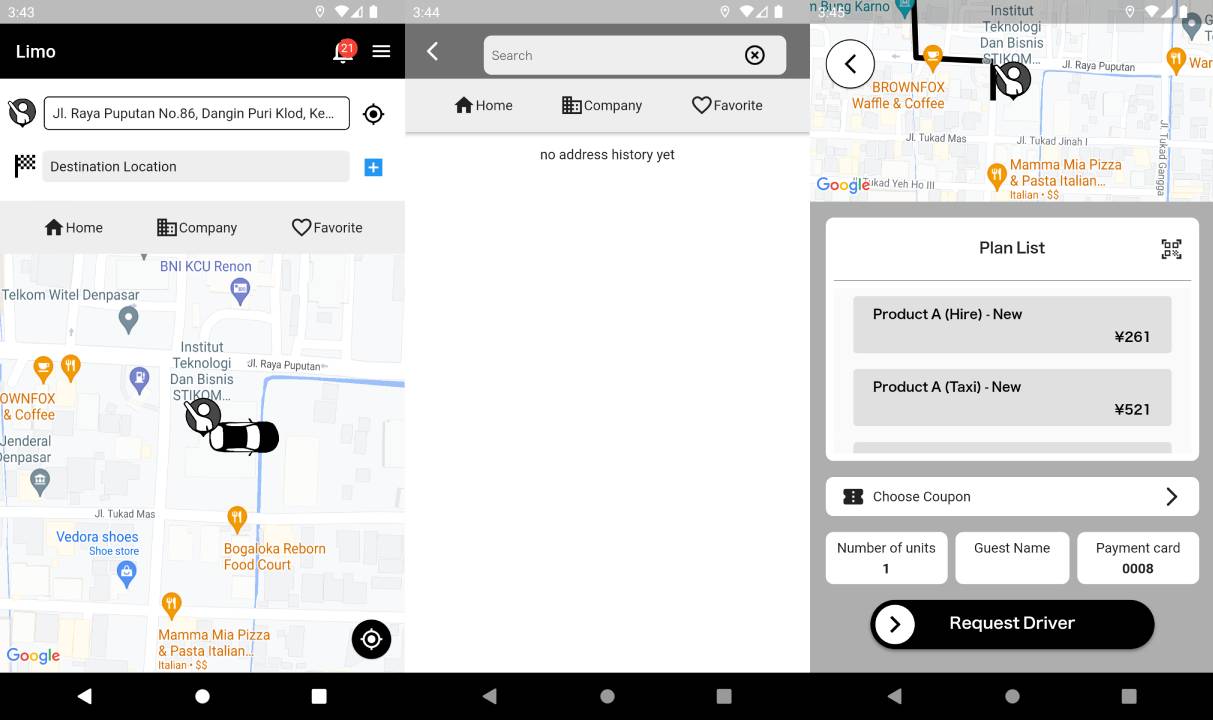 3:43
Limo
21
Jl. Raya Puputan No.86, Dangin Puri Klod, Ke...
Destination Location
Home
Company
Favorite
BNI KCU Renon
Telkom Witel Denpasar
Institut
Teknologi
Dan Bisnis
STIKOM...
Jl. Raya Puputan
OWNFOX
& Coffee
Jenderal
Denpasar
Jl. Tukad Mas
Vedora shoes
Shoe store
Bogaloka Reborn
Food Court
Mamma Mia Pizza
& Pasta Italian...
Italian • $$
Google
3:44
Search
Home
Company
Favorite
no address history yet
3:45
m Bung Karno
Institut
Teknologi
Dan Bisnis
STIKOM...
G
T
Jl. Raya Puputan
War
BROWNFOX
Waffle & Coffee
Jl. Tukad Mas
Jl. Tukad Jinah I
Jl. Tukad Gangga
Mamma Mia Pizza
& Pasta Italian...
Italian • $$
Tukad Yeh Ho III
Google
Plan List
Product A (Hire) - New
¥261
Product A (Taxi) - New
¥521
Choose Coupon
Number of units
1
Guest Name
Payment card
0008
Request Driver